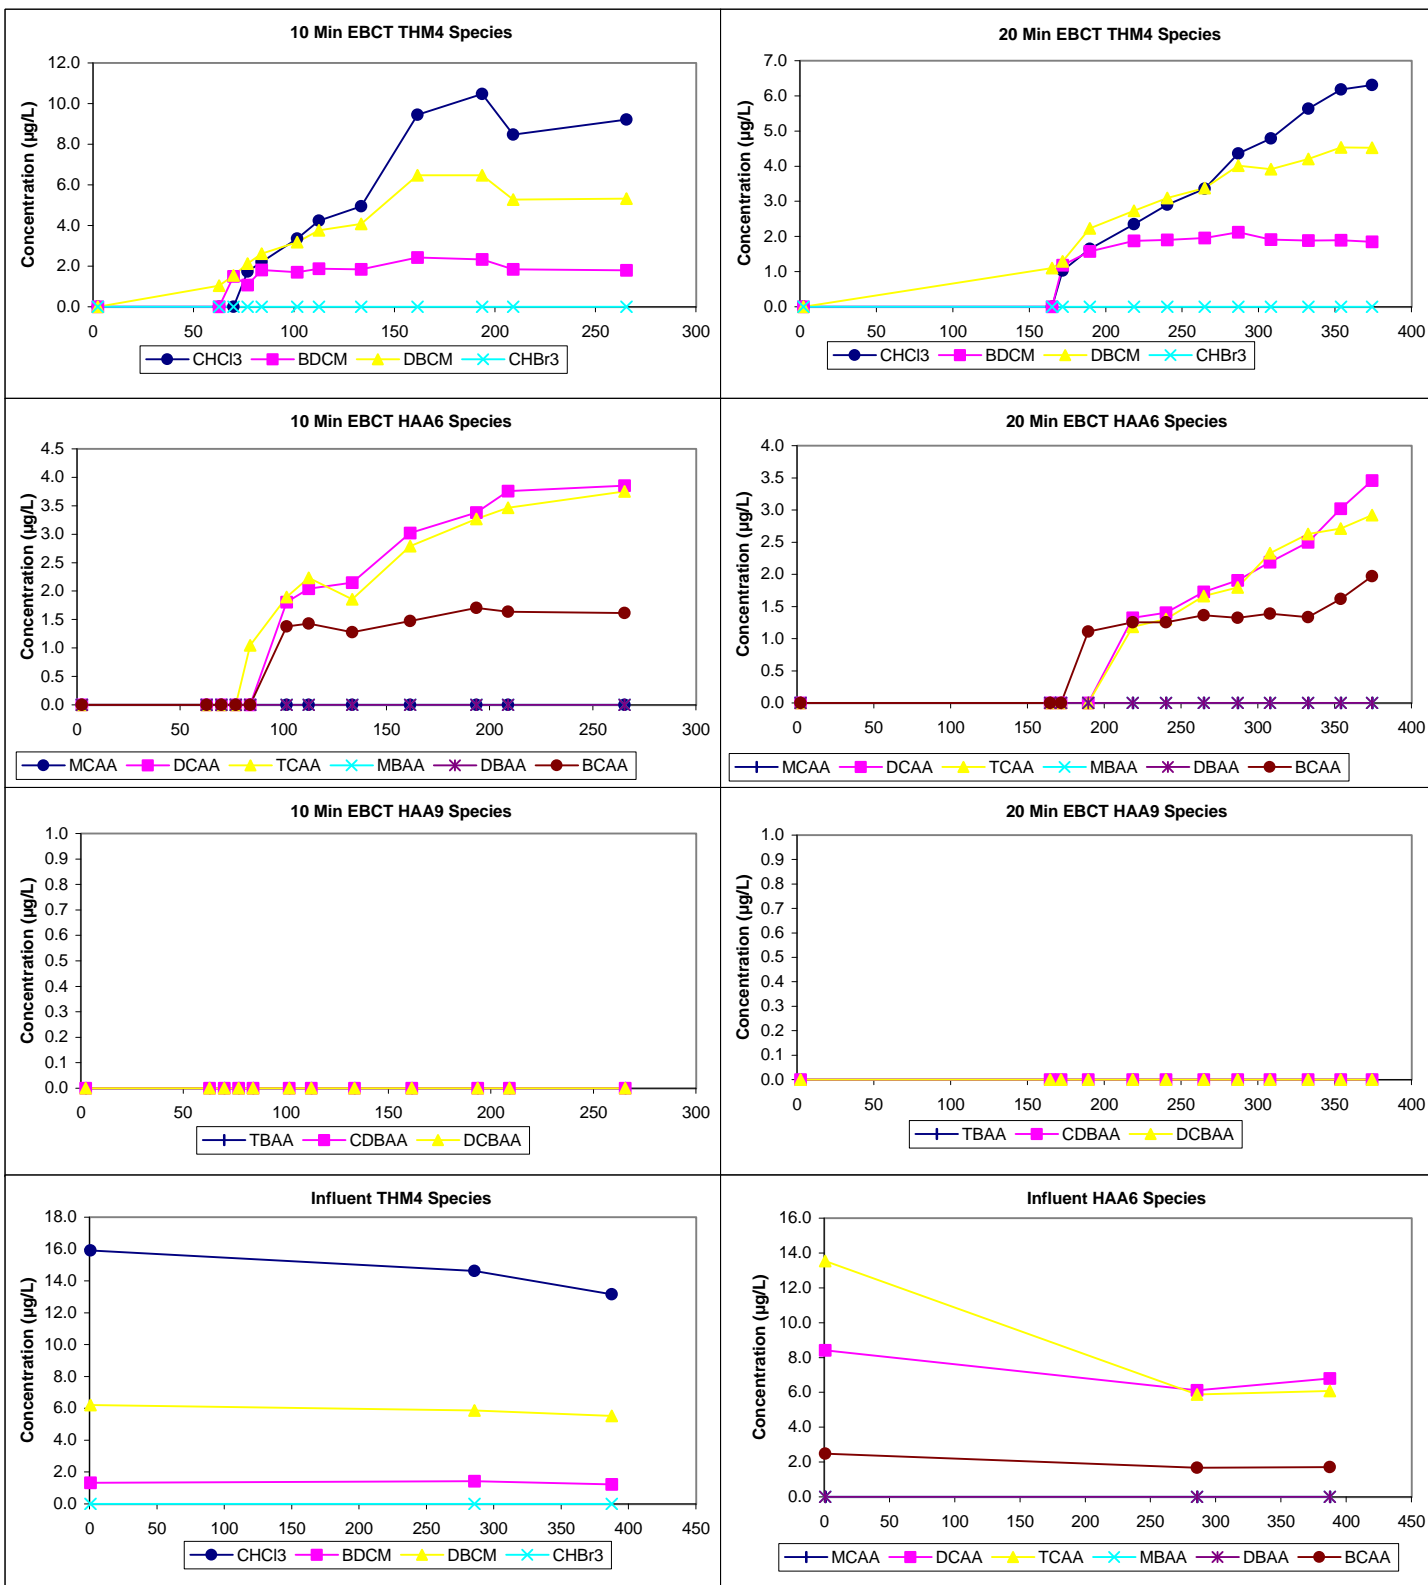 10 Min EBCT THM4 Species
Concentration (µg/L)
12.0
10.0
8.0
6.0
4.0
2.0
0.0
0 50 100 150 200 250 300
CHCl3 BDCM DBCM CHBr3
20 Min EBCT THM4 Species
Concentration (µg/L)
7.0
6.0
5.0
4.0
3.0
2.0
1.0
0.0
0 50 100 150 200 250 300 350 400
CHCl3 BDCM DBCM CHBr3
10 Min EBCT HAA6 Species
Concentration (µg/L)
4.5
4.0
3.5
3.0
2.5
2.0
1.5
1.0
0.5
0.0
0 50 100 150 200 250 300
MCAA DCAA TCAA MBAA DBAA BCAA
20 Min EBCT HAA6 Species
Concentration (µg/L)
4.0
3.5
3.0
2.5
2.0
1.5
1.0
0.5
0.0
0 50 100 150 200 250 300 350 400
MCAA DCAA TCAA MBAA DBAA BCAA
10 Min EBCT HAA9 Species
Concentration (µg/L)
1.0
0.9
0.8
0.7
0.6
0.5
0.4
0.3
0.2
0.1
0.0
0 50 100 150 200 250 300
TBAA CDBAA DCBAA
20 Min EBCT HAA9 Species
Concentration (µg/L)
1.0
0.9
0.8
0.7
0.6
0.5
0.4
0.3
0.2
0.1
0.0
0 50 100 150 200 250 300 350 400
TBAA CDBAA DCBAA
Influent THM4 Species
Concentration (µg/L)
18.0
16.0
14.0
12.0
10.0
8.0
6.0
4.0
2.0
0.0
0 50 100 150 200 250 300 350 400 450
CHCl3 BDCM DBCM CHBr3
Influent HAA6 Species
Concentration (µg/L)
16.0
14.0
12.0
10.0
8.0
6.0
4.0
2.0
0.0
0 50 100 150 200 250 300 350 400 450
MCAA DCAA TCAA MBAA DBAA BCAA